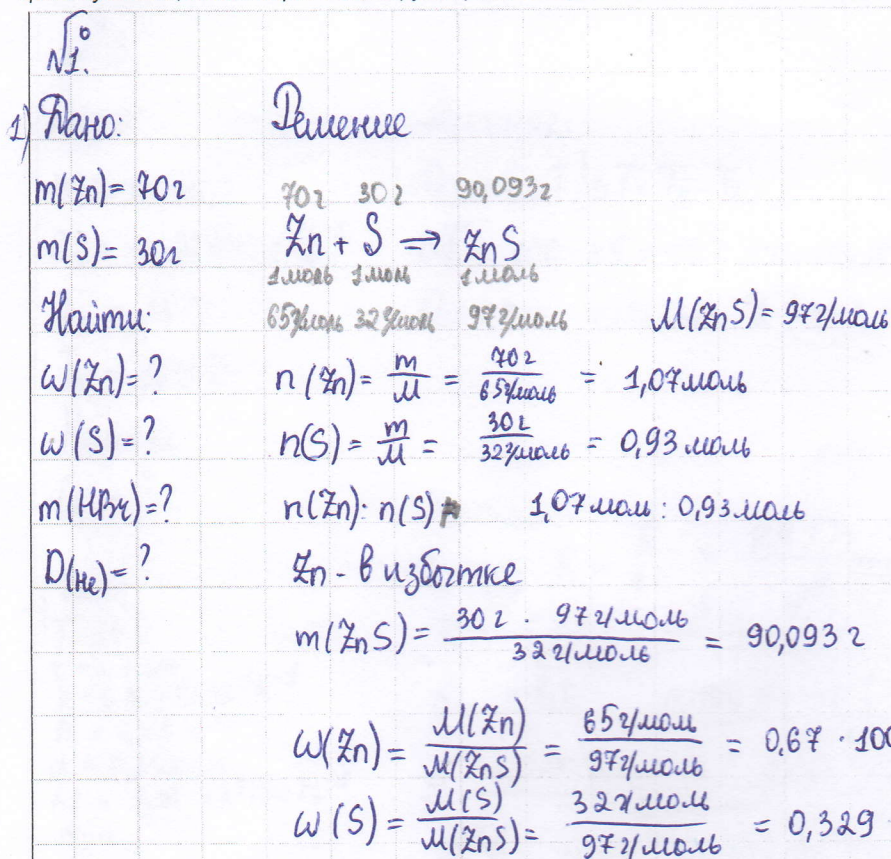 №1.
1) Дано: Решение
m(Zn) = 70г 70г 30г 90,093г
m(S) = 30г Zn + S → ZnS
1моль 1моль 1моль
Найти: 65г/моль 32г/моль 97г/моль M(ZnS) = 97г/моль
ω(Zn) = ? n(Zn) = m/M = 70г/65г/моль = 1,07моль
ω(S) = ? n(S) = m/M = 30г/32г/моль = 0,93моль
m(HBr) = ? n(Zn) : n(S) 1,07моль : 0,93моль
D(He) = ? Zn - в избытке
m(ZnS) = 30г · 97г/моль / 32г/моль = 90,093г
ω(Zn) = M(Zn)/M(ZnS) = 65г/моль/97г/моль = 0,67 · 100
ω(S) = M(S)/M(ZnS) = 32г/моль/97г/моль = 0,329